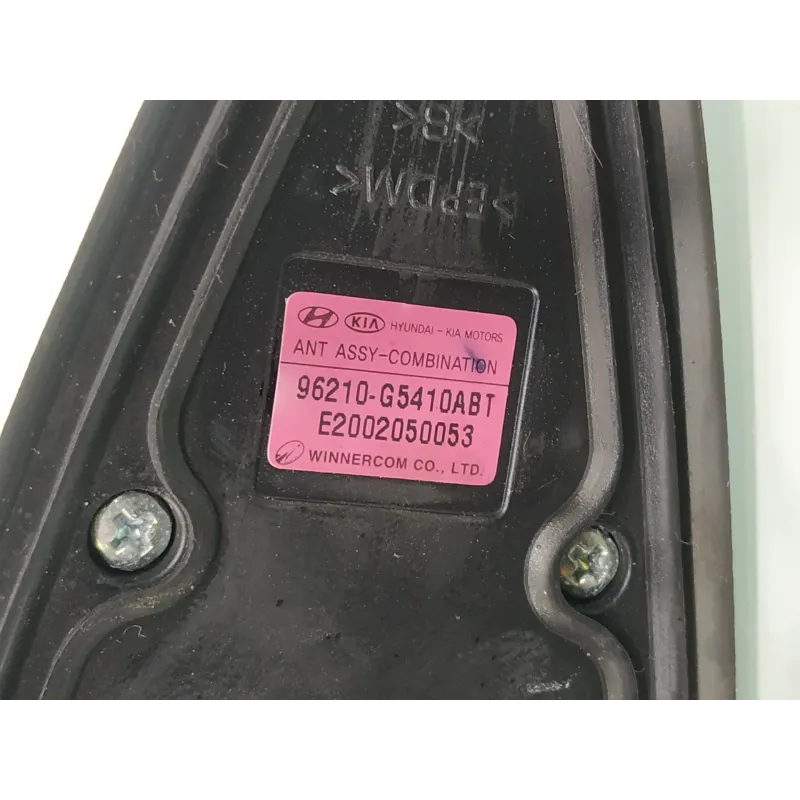 >B<
>EPDM<
KIA HYUNDAI - KIA MOTORS
ANT ASSY-COMBINATION
96210-G5410ABT
E2002050053
WINNERCOM CO., LTD.